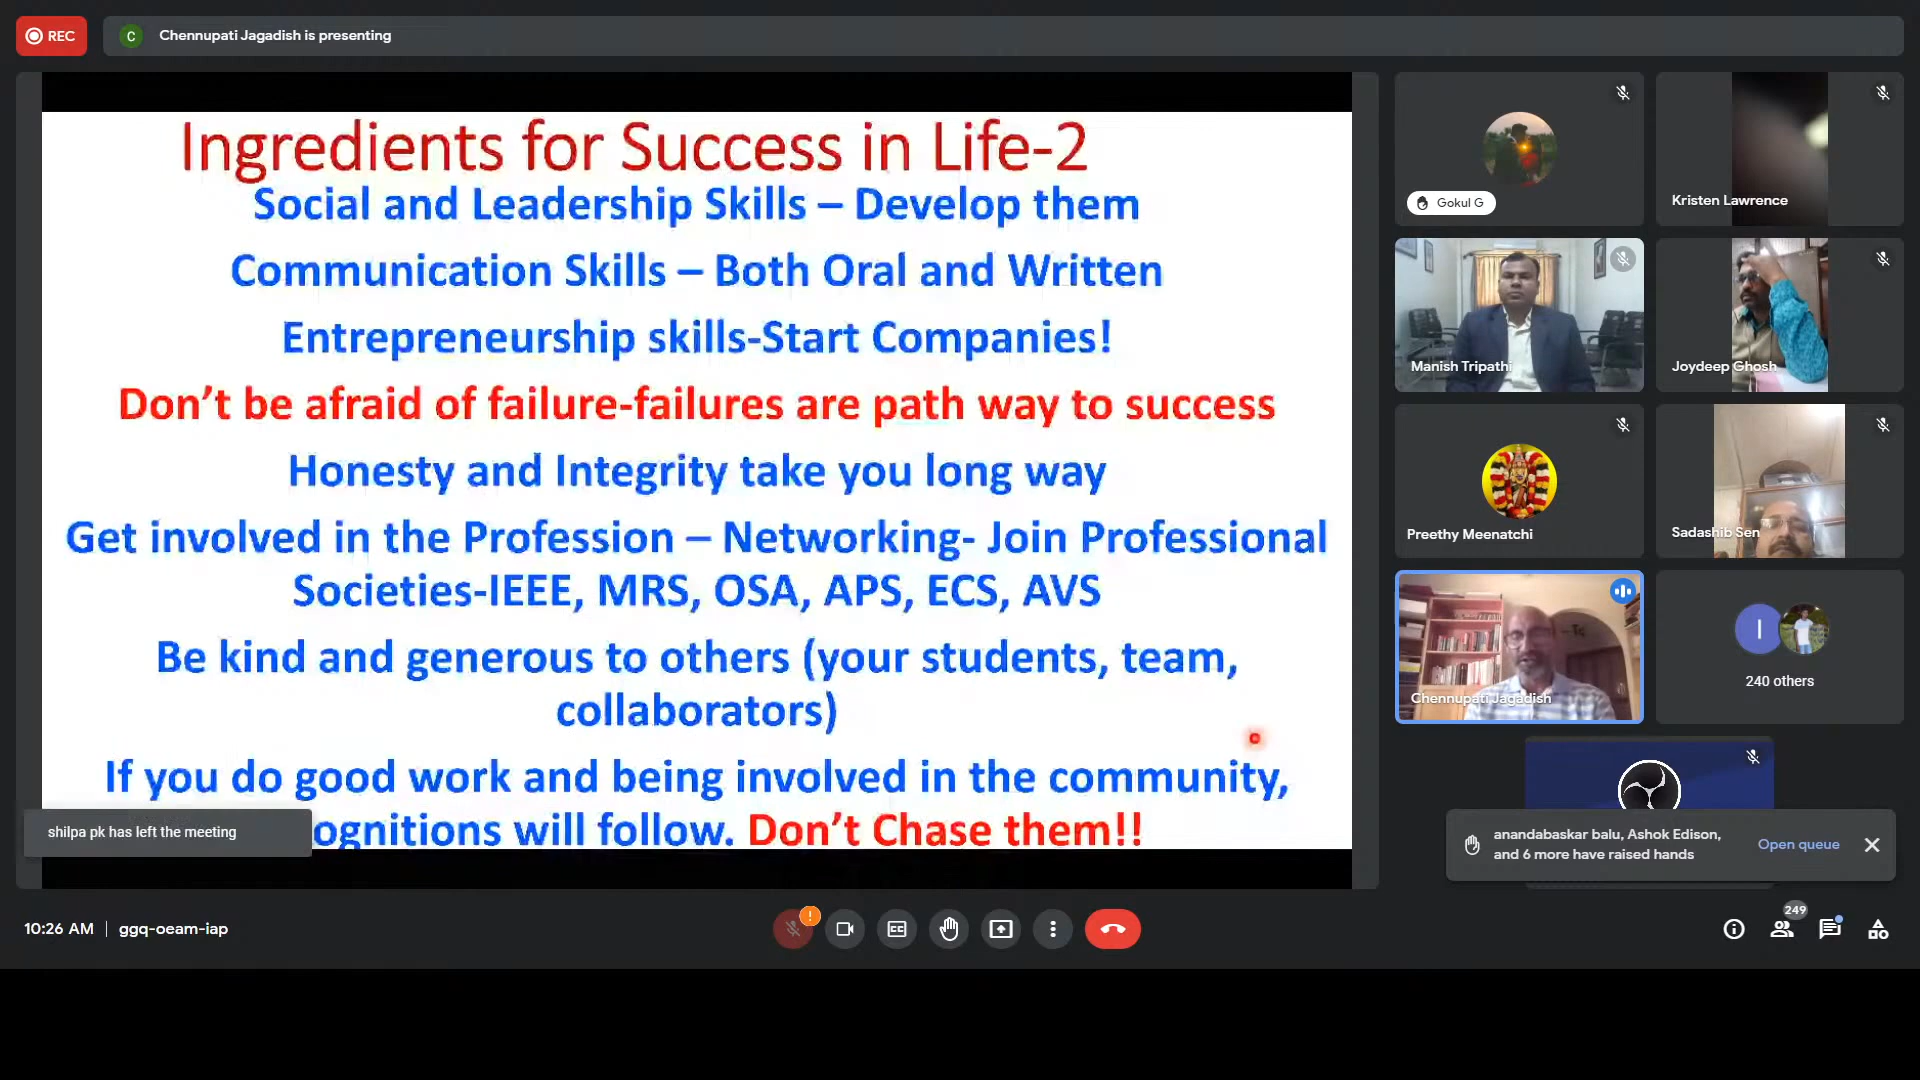 REC
C
Chennupati Jagadish is presenting
Ingredients for Success in Life-2
Social and Leadership Skills – Develop them
Communication Skills – Both Oral and Written
Entrepreneurship skills-Start Companies!
Don't be afraid of failure-failures are path way to success
Honesty and Integrity take you long way
Get involved in the Profession – Networking- Join Professional
Societies-IEEE, MRS, OSA, APS, ECS, AVS
Be kind and generous to others (your students, team,
collaborators)
If you do good work and being involved in the community,
ognitions will follow. Don't Chase them!!
shilpa pk has left the meeting
Gokul G
Kristen Lawrence
Manish Tripathi
Joydeep Ghosh
Preethy Meenatchi
Sadashib Sen
Chennupati Jagadish
I
240 others
anandabaskar balu, Ashok Edison,
and 6 more have raised hands
Open queue
10:26 AM | ggq-oeam-iap
!
CC
249